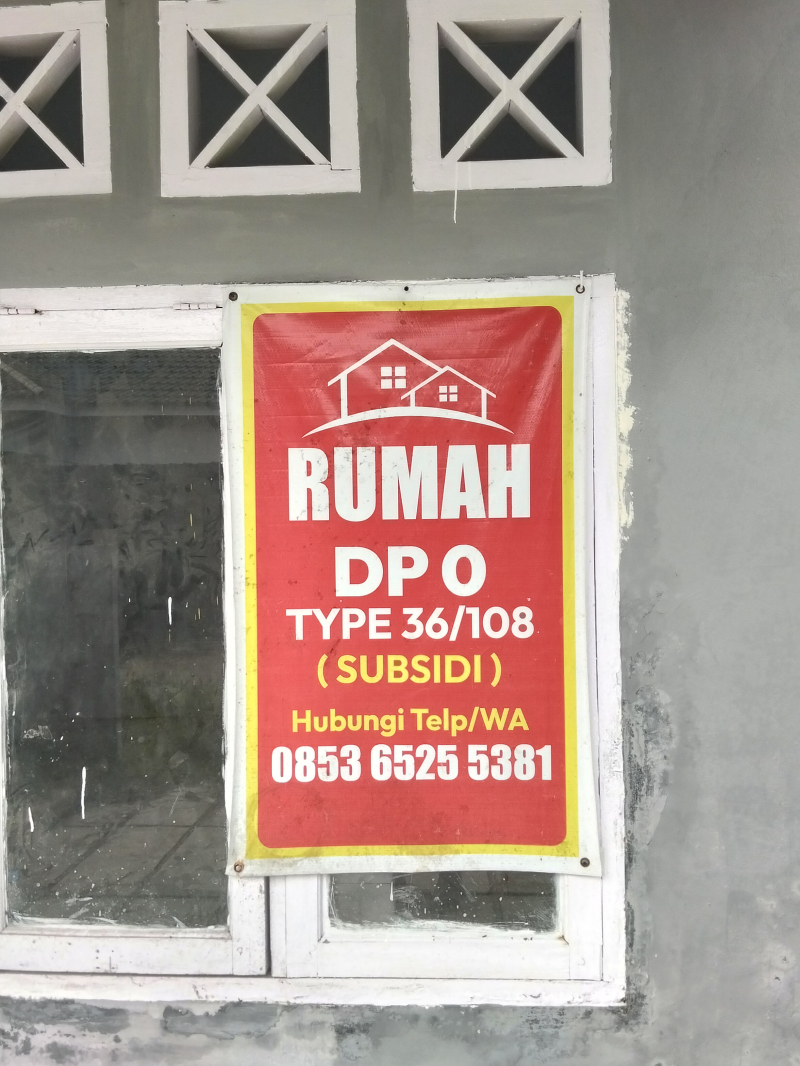 RUMAH
DP 0
TYPE 36/108
( SUBSIDI )
Hubungi Telp/WA
0853 6525 5381